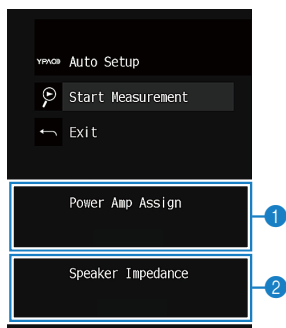 YPAO Auto Setup
Start Measurement
Exit
Power Amp Assign
1
Speaker Impedance
2